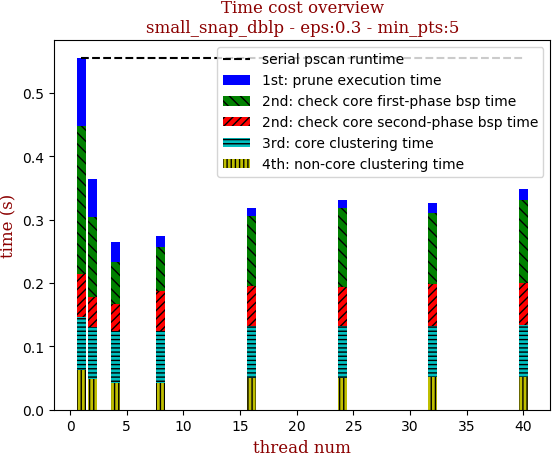 Time cost overview
small_snap_dblp - eps:0.3 - min_pts:5
serial pscan runtime
1st: prune execution time
2nd: check core first-phase bsp time
2nd: check core second-phase bsp time
3rd: core clustering time
4th: non-core clustering time
time (s)
0.5
0.4
0.3
0.2
0.1
0.0
0 5 10 15 20 25 30 35 40
thread num